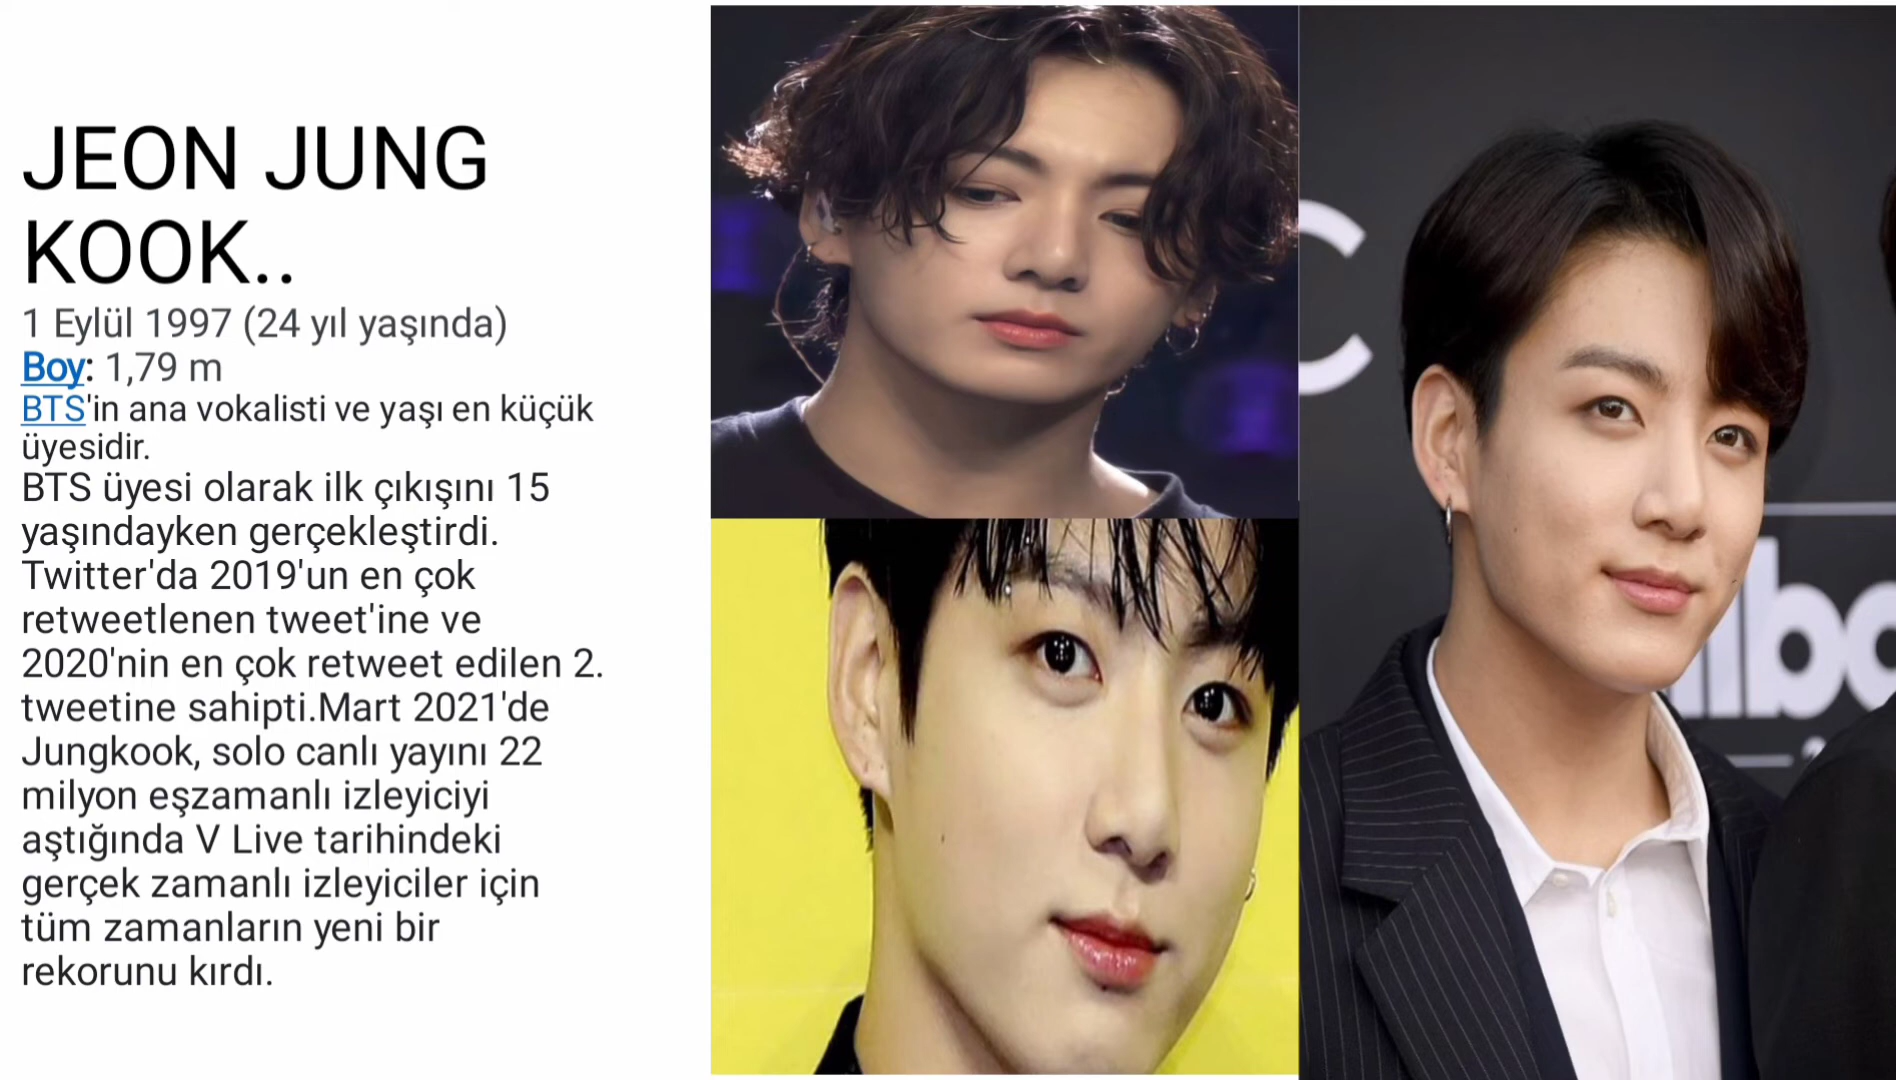 JEON JUNG
KOOK..
1 Eylül 1997 (24 yıl yaşında)
Boy: 1,79 m
BTS'in ana vokalisti ve yaşı en küçük
üyesidir.
BTS üyesi olarak ilk çıkışını 15
yaşındayken gerçekleştirdi.
Twitter'da 2019'un en çok
retweetlenen tweet'ine ve
2020'nin en çok retweet edilen 2.
tweetine sahipti.Mart 2021'de
Jungkook, solo canlı yayını 22
milyon eşzamanlı izleyiciyi
aştığında V Live tarihindeki
gerçek zamanlı izleyiciler için
tüm zamanların yeni bir
rekorunu kırdı.
C
llbo